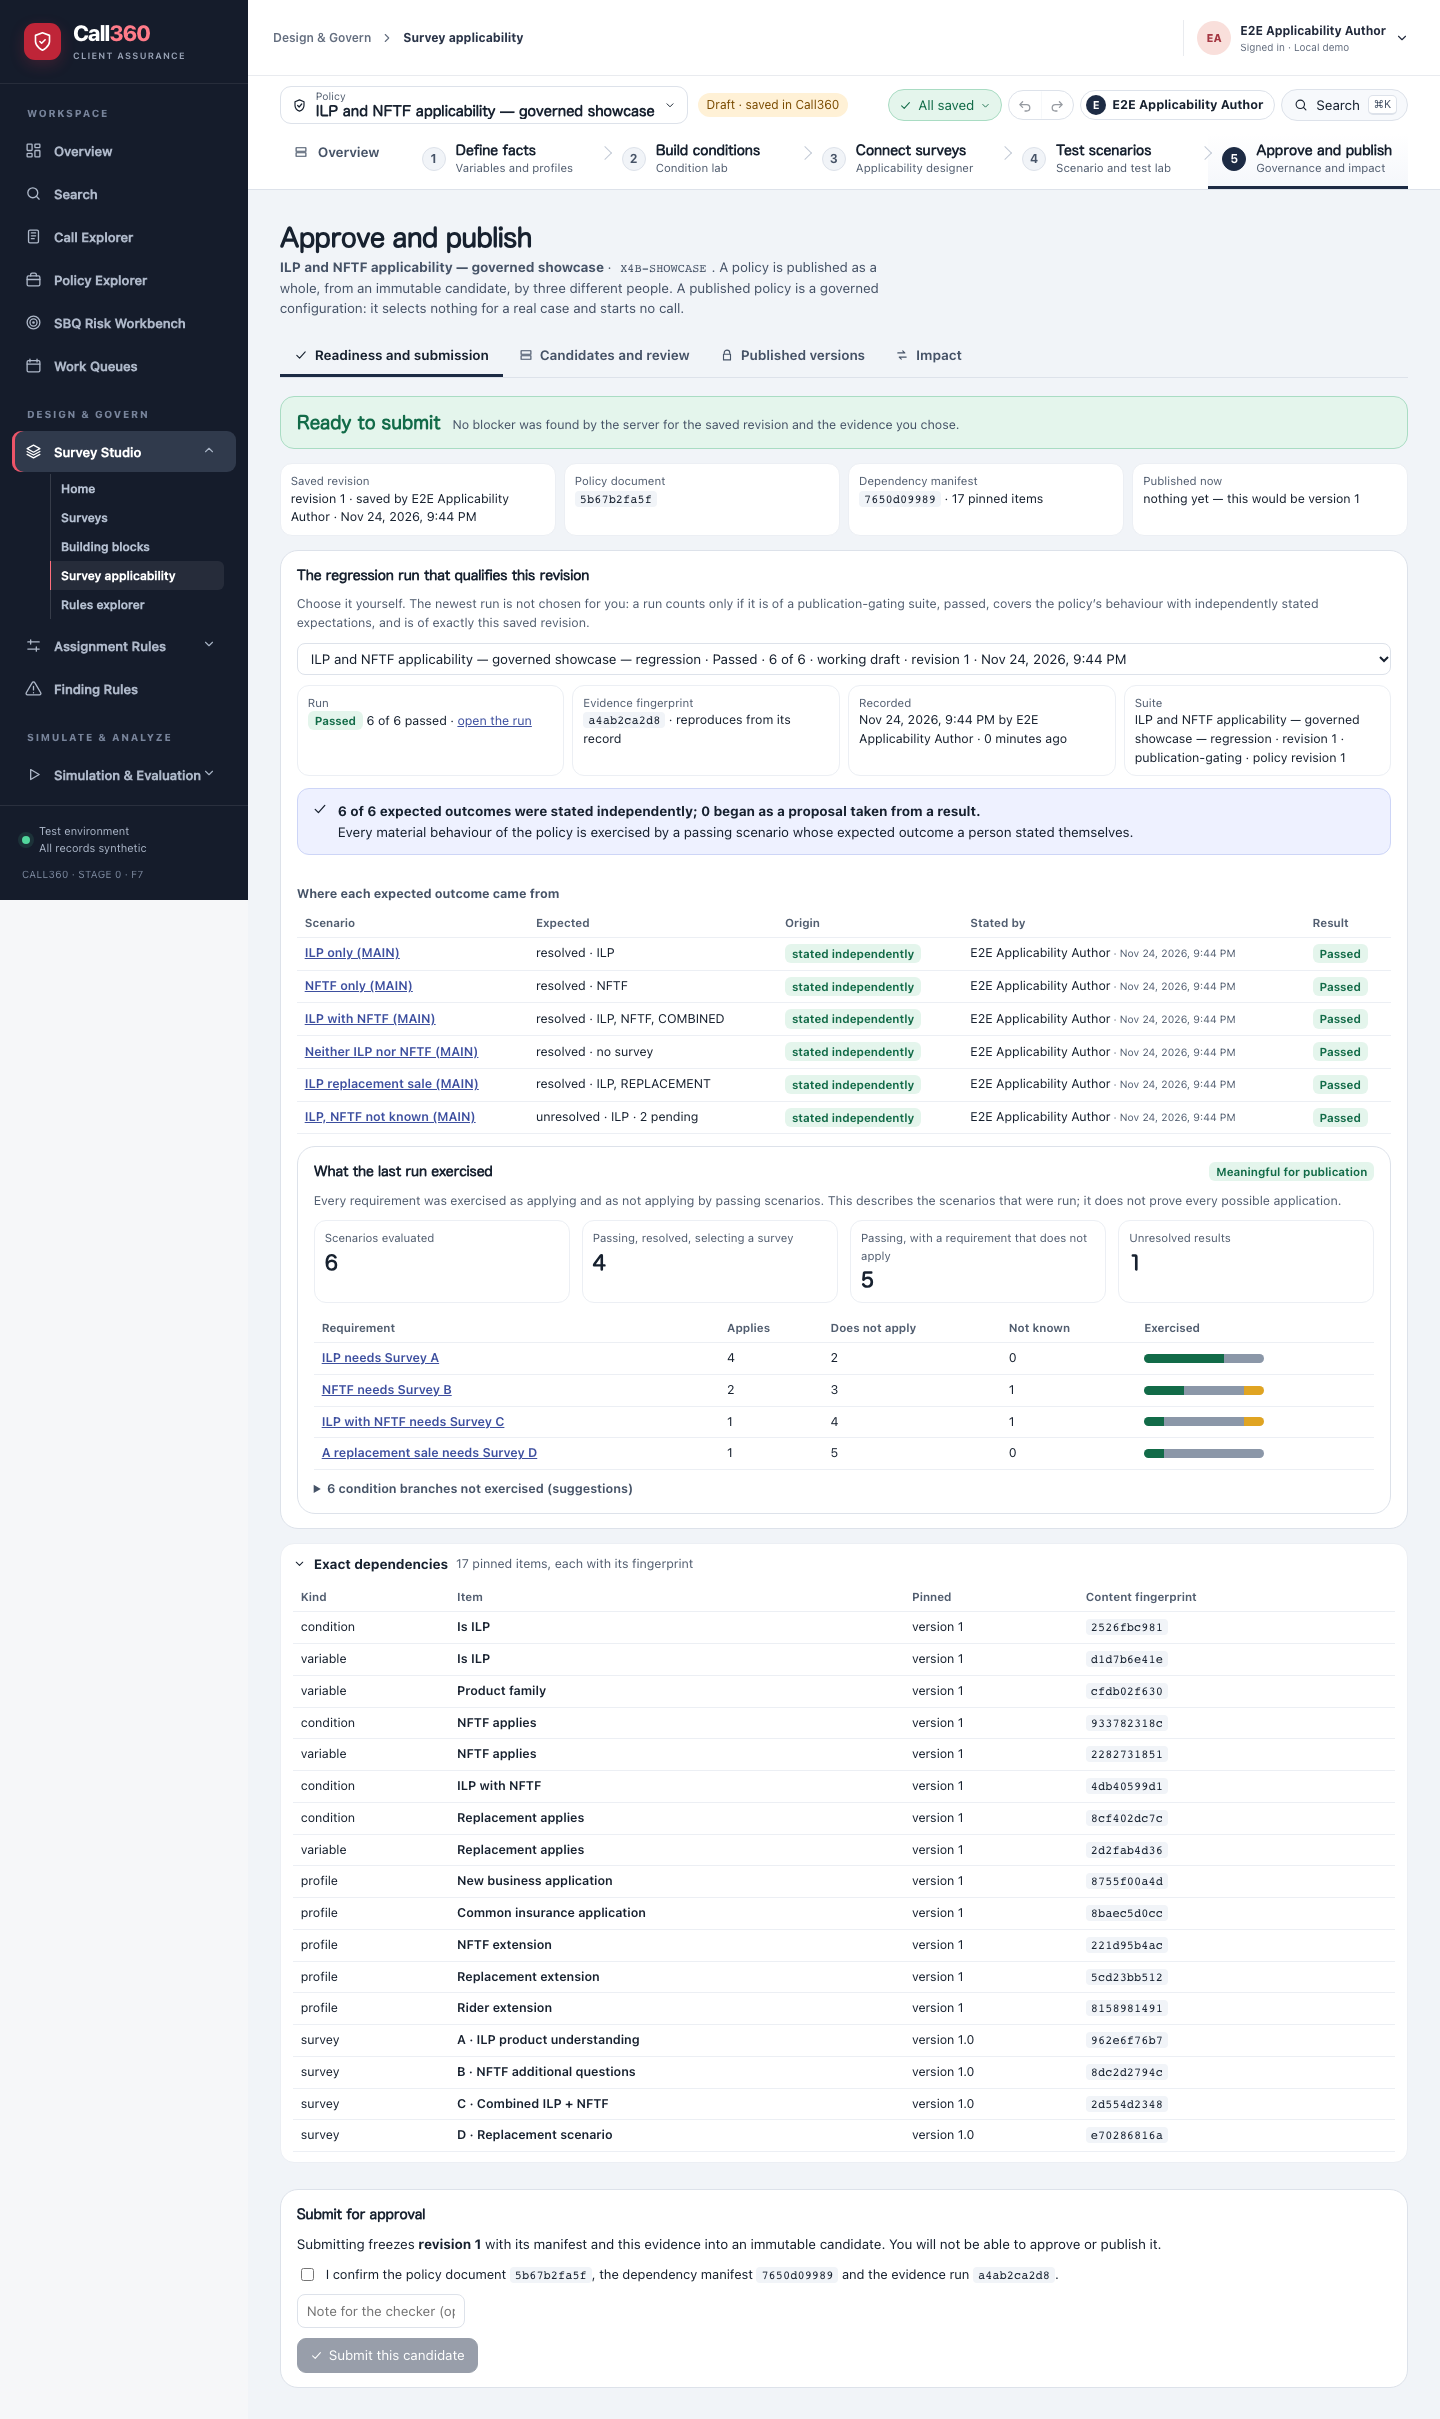 Call360
CLIENT ASSURANCE
WORKSPACE
Overview
Search
Call Explorer
Policy Explorer
SBQ Risk Workbench
Work Queues
DESIGN & GOVERN
Survey Studio
Home
Surveys
Building blocks
Survey applicability
Rules explorer
Assignment Rules
Finding Rules
SIMULATE & ANALYZE
Simulation & Evaluation
Test environment
All records synthetic
CALL360 · STAGE 0 · F7
Design & Govern Survey applicability
EA E2E Applicability Author
Signed in · Local demo
Policy
ILP and NFTF applicability — governed showcase
Draft · saved in Call360
All saved
E E2E Applicability Author
Search ⌘K
Overview
1 Define facts
Variables and profiles
2 Build conditions
Condition lab
3 Connect surveys
Applicability designer
4 Test scenarios
Scenario and test lab
5 Approve and publish
Governance and impact
Approve and publish
ILP and NFTF applicability — governed showcase · X4B-SHOWCASE . A policy is published as a
whole, from an immutable candidate, by three different people. A published policy is a governed
configuration: it selects nothing for a real case and starts no call.
Readiness and submission Candidates and review Published versions Impact
Ready to submit No blocker was found by the server for the saved revision and the evidence you chose.
Saved revision
revision 1 · saved by E2E Applicability
Author · Nov 24, 2026, 9:44 PM
Policy document
5b67b2fa5f
Dependency manifest
7650d09989 · 17 pinned items
Published now
nothing yet — this would be version 1
The regression run that qualifies this revision
Choose it yourself. The newest run is not chosen for you: a run counts only if it is of a publication-gating suite, passed, covers the policy's behaviour with independently stated
expectations, and is of exactly this saved revision.
ILP and NFTF applicability — governed showcase — regression · Passed · 6 of 6 · working draft · revision 1 · Nov 24, 2026, 9:44 PM
Run
Passed 6 of 6 passed · open the run
Evidence fingerprint
a4ab2ca2d8 · reproduces from its
record
Recorded
Nov 24, 2026, 9:44 PM by E2E
Applicability Author · 0 minutes ago
Suite
ILP and NFTF applicability — governed
showcase — regression · revision 1 ·
publication-gating · policy revision 1
6 of 6 expected outcomes were stated independently; 0 began as a proposal taken from a result.
Every material behaviour of the policy is exercised by a passing scenario whose expected outcome a person stated themselves.
Where each expected outcome came from
Scenario Expected Origin Stated by Result
ILP only (MAIN) resolved · ILP stated independently E2E Applicability Author · Nov 24, 2026, 9:44 PM Passed
NFTF only (MAIN) resolved · NFTF stated independently E2E Applicability Author · Nov 24, 2026, 9:44 PM Passed
ILP with NFTF (MAIN) resolved · ILP, NFTF, COMBINED stated independently E2E Applicability Author · Nov 24, 2026, 9:44 PM Passed
Neither ILP nor NFTF (MAIN) resolved · no survey stated independently E2E Applicability Author · Nov 24, 2026, 9:44 PM Passed
ILP replacement sale (MAIN) resolved · ILP, REPLACEMENT stated independently E2E Applicability Author · Nov 24, 2026, 9:44 PM Passed
ILP, NFTF not known (MAIN) unresolved · ILP · 2 pending stated independently E2E Applicability Author · Nov 24, 2026, 9:44 PM Passed
What the last run exercised Meaningful for publication
Every requirement was exercised as applying and as not applying by passing scenarios. This describes the scenarios that were run; it does not prove every possible application.
Scenarios evaluated
6
Passing, resolved, selecting a survey
4
Passing, with a requirement that does not
apply
5
Unresolved results
1
Requirement Applies Does not apply Not known Exercised
ILP needs Survey A 4 2 0
NFTF needs Survey B 2 3 1
ILP with NFTF needs Survey C 1 4 1
A replacement sale needs Survey D 1 5 0
6 condition branches not exercised (suggestions)
Exact dependencies 17 pinned items, each with its fingerprint
Kind Item Pinned Content fingerprint
condition Is ILP version 1 2526fbc981
variable Is ILP version 1 d1d7b6e41e
variable Product family version 1 cfdb02f630
condition NFTF applies version 1 933782318c
variable NFTF applies version 1 2282731851
condition ILP with NFTF version 1 4db40599d1
condition Replacement applies version 1 8cf402dc7c
variable Replacement applies version 1 2d2fab4d36
profile New business application version 1 8755f00a4d
profile Common insurance application version 1 8baec5d0cc
profile NFTF extension version 1 221d95b4ac
profile Replacement extension version 1 5cd23bb512
profile Rider extension version 1 8158981491
survey A · ILP product understanding version 1.0 962e6f76b7
survey B · NFTF additional questions version 1.0 8dc2d2794c
survey C · Combined ILP + NFTF version 1.0 2d554d2348
survey D · Replacement scenario version 1.0 e70286816a
Submit for approval
Submitting freezes revision 1 with its manifest and this evidence into an immutable candidate. You will not be able to approve or publish it.
I confirm the policy document 5b67b2fa5f, the dependency manifest 7650d09989 and the evidence run a4ab2ca2d8.
Note for the checker (op
Submit this candidate